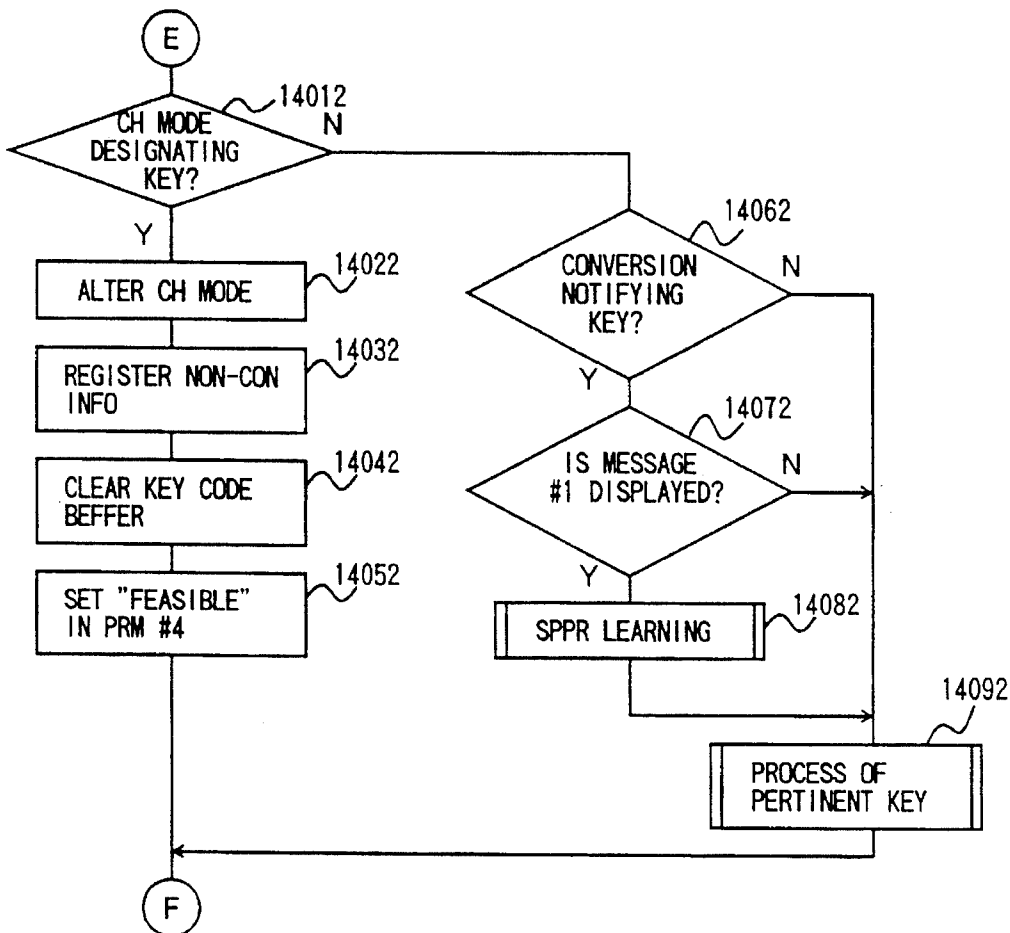 E
14012
CH MODE
DESIGNATING
KEY?
N
Y
14022
ALTER CH MODE
14032
REGISTER NON-CON
INFO
14042
CLEAR KEY CODE
BEFFER
14052
SET "FEASIBLE"
IN PRM #4
14062
CONVERSION
NOTIFYING
KEY?
N
Y
14072
IS MESSAGE
#1 DISPLAYED?
N
Y
14082
SPPR LEARNING
14092
PROCESS OF
PERTINENT KEY
F